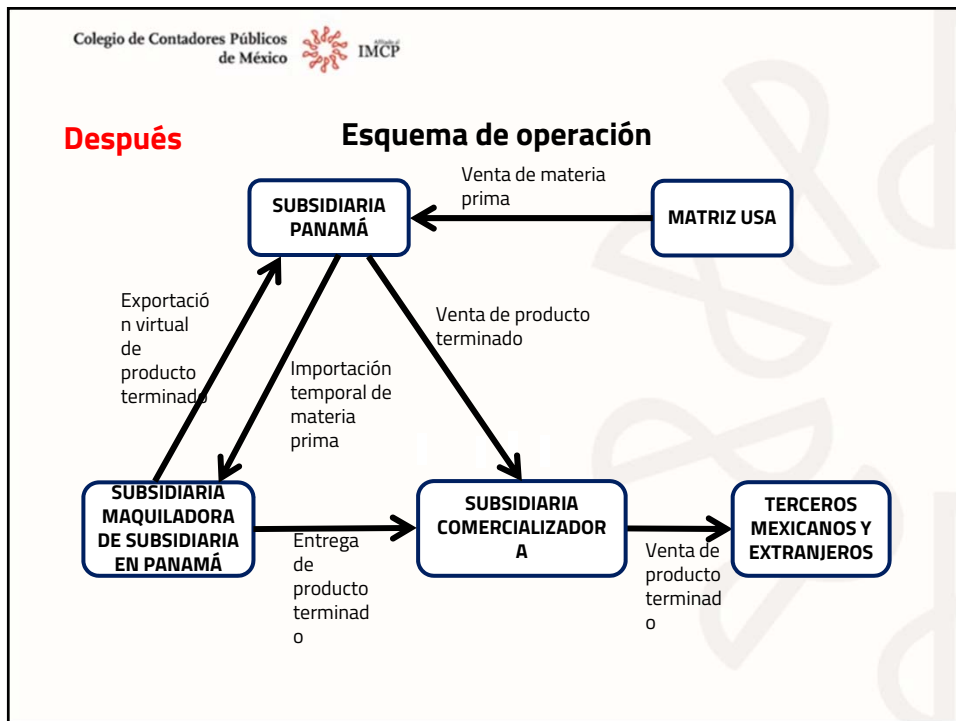 Colegio de Contadores Públicos
de México
Afiliado al
IMCP
Después
Esquema de operación
Venta de materia
prima
SUBSIDIARIA
PANAMÁ
MATRIZ USA
Exportació
n virtual
de
producto
terminado
Venta de producto
terminado
Importación
temporal de
materia
prima
SUBSIDIARIA
MAQUILADORA
DE SUBSIDIARIA
EN PANAMÁ
Entrega
de
producto
terminad
o
SUBSIDIARIA
COMERCIALIZADOR
A
Venta de
producto
terminad
o
TERCEROS
MEXICANOS Y
EXTRANJEROS